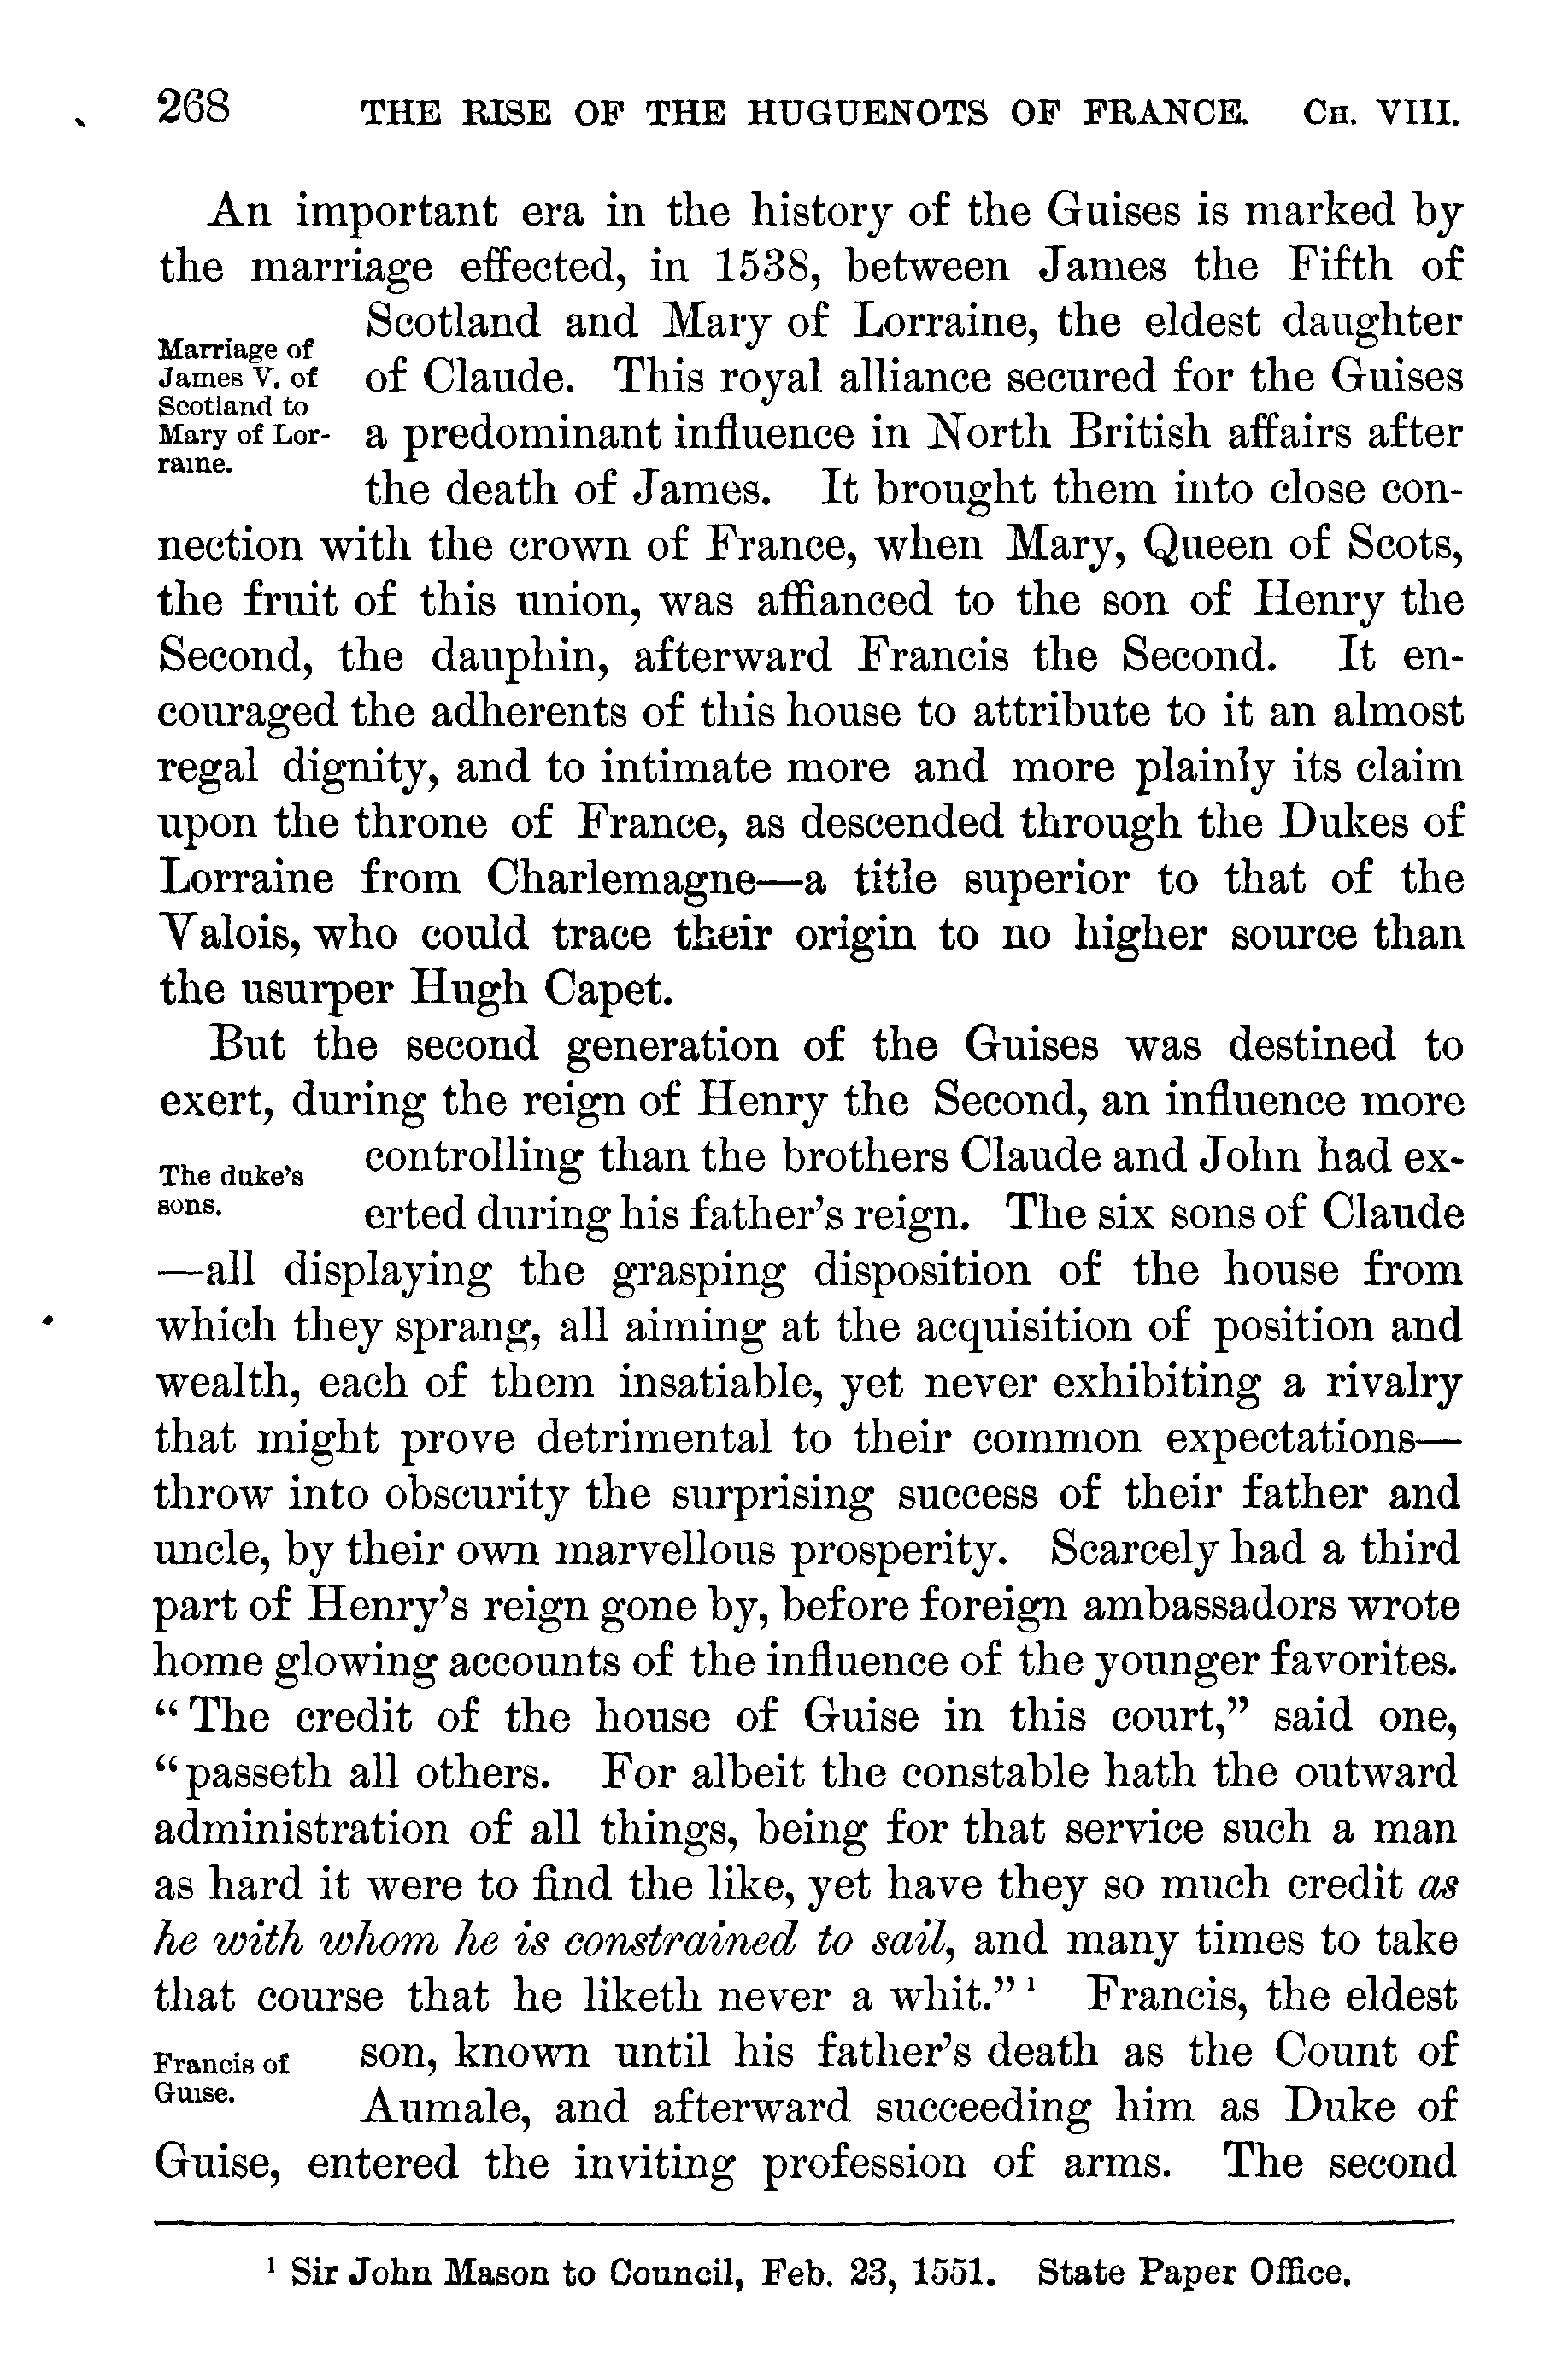 268 THE RISE OF THE HUGUENOTS OF FRANCE. CH. VIII.
An important era in the history of the Guises is marked by
the marriage effected, in 1538, between James the Fifth of
Scotland and Mary of Lorraine, the eldest daughter
Marriage of
James V. of
Scotland to
Mary of Lor-
raine.
of Claude. This royal alliance secured for the Guises
a predominant influence in North British affairs after
the death of James. It brought them into close con-
nection with the crown of France, when Mary, Queen of Scots,
the fruit of this union, was affianced to the son of Henry the
Second, the dauphin, afterward Francis the Second. It en-
couraged the adherents of this house to attribute to it an almost
regal dignity, and to intimate more and more plainly its claim
upon the throne of France, as descended through the Dukes of
Lorraine from Charlemagne—a title superior to that of the
Valois, who could trace their origin to no higher source than
the usurper Hugh Capet.
But the second generation of the Guises was destined to
exert, during the reign of Henry the Second, an influence more
controlling than the brothers Claude and John had ex-
The duke's
sons.
erted during his father's reign. The six sons of Claude
—all displaying the grasping disposition of the house from
which they sprang, all aiming at the acquisition of position and
wealth, each of them insatiable, yet never exhibiting a rivalry
that might prove detrimental to their common expectations—
throw into obscurity the surprising success of their father and
uncle, by their own marvellous prosperity. Scarcely had a third
part of Henry's reign gone by, before foreign ambassadors wrote
home glowing accounts of the influence of the younger favorites.
"The credit of the house of Guise in this court," said one,
"passeth all others. For albeit the constable hath the outward
administration of all things, being for that service such a man
as hard it were to find the like, yet have they so much credit as
he with whom he is constrained to sail, and many times to take
that course that he liketh never a whit." ¹ Francis, the eldest
son, known until his father's death as the Count of
Francis of
Guise.
Aumale, and afterward succeeding him as Duke of
Guise, entered the inviting profession of arms. The second
¹ Sir John Mason to Council, Feb. 23, 1551. State Paper Office.